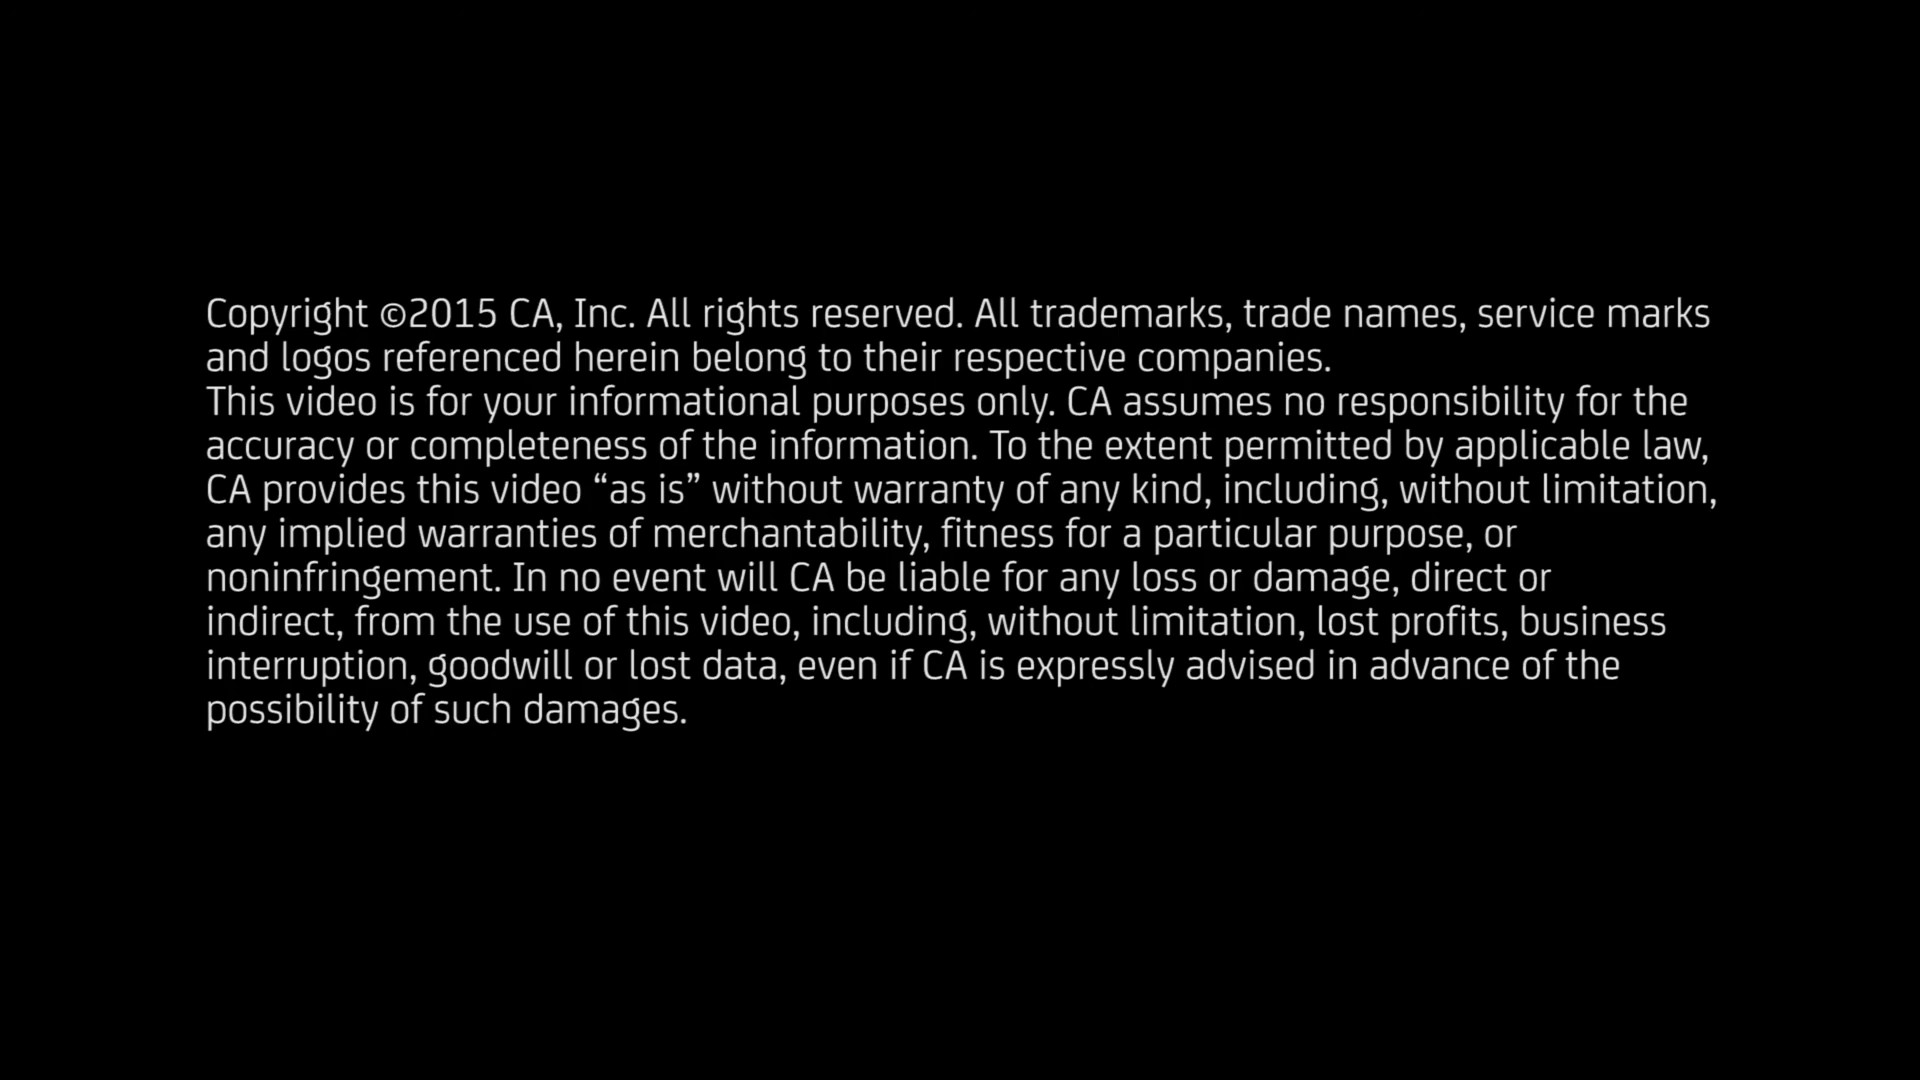 Copyright ©2015 CA, Inc. All rights reserved. All trademarks, trade names, service marks
and logos referenced herein belong to their respective companies.
This video is for your informational purposes only. CA assumes no responsibility for the
accuracy or completeness of the information. To the extent permitted by applicable law,
CA provides this video “as is” without warranty of any kind, including, without limitation,
any implied warranties of merchantability, fitness for a particular purpose, or
noninfringement. In no event will CA be liable for any loss or damage, direct or
indirect, from the use of this video, including, without limitation, lost profits, business
interruption, goodwill or lost data, even if CA is expressly advised in advance of the
possibility of such damages.